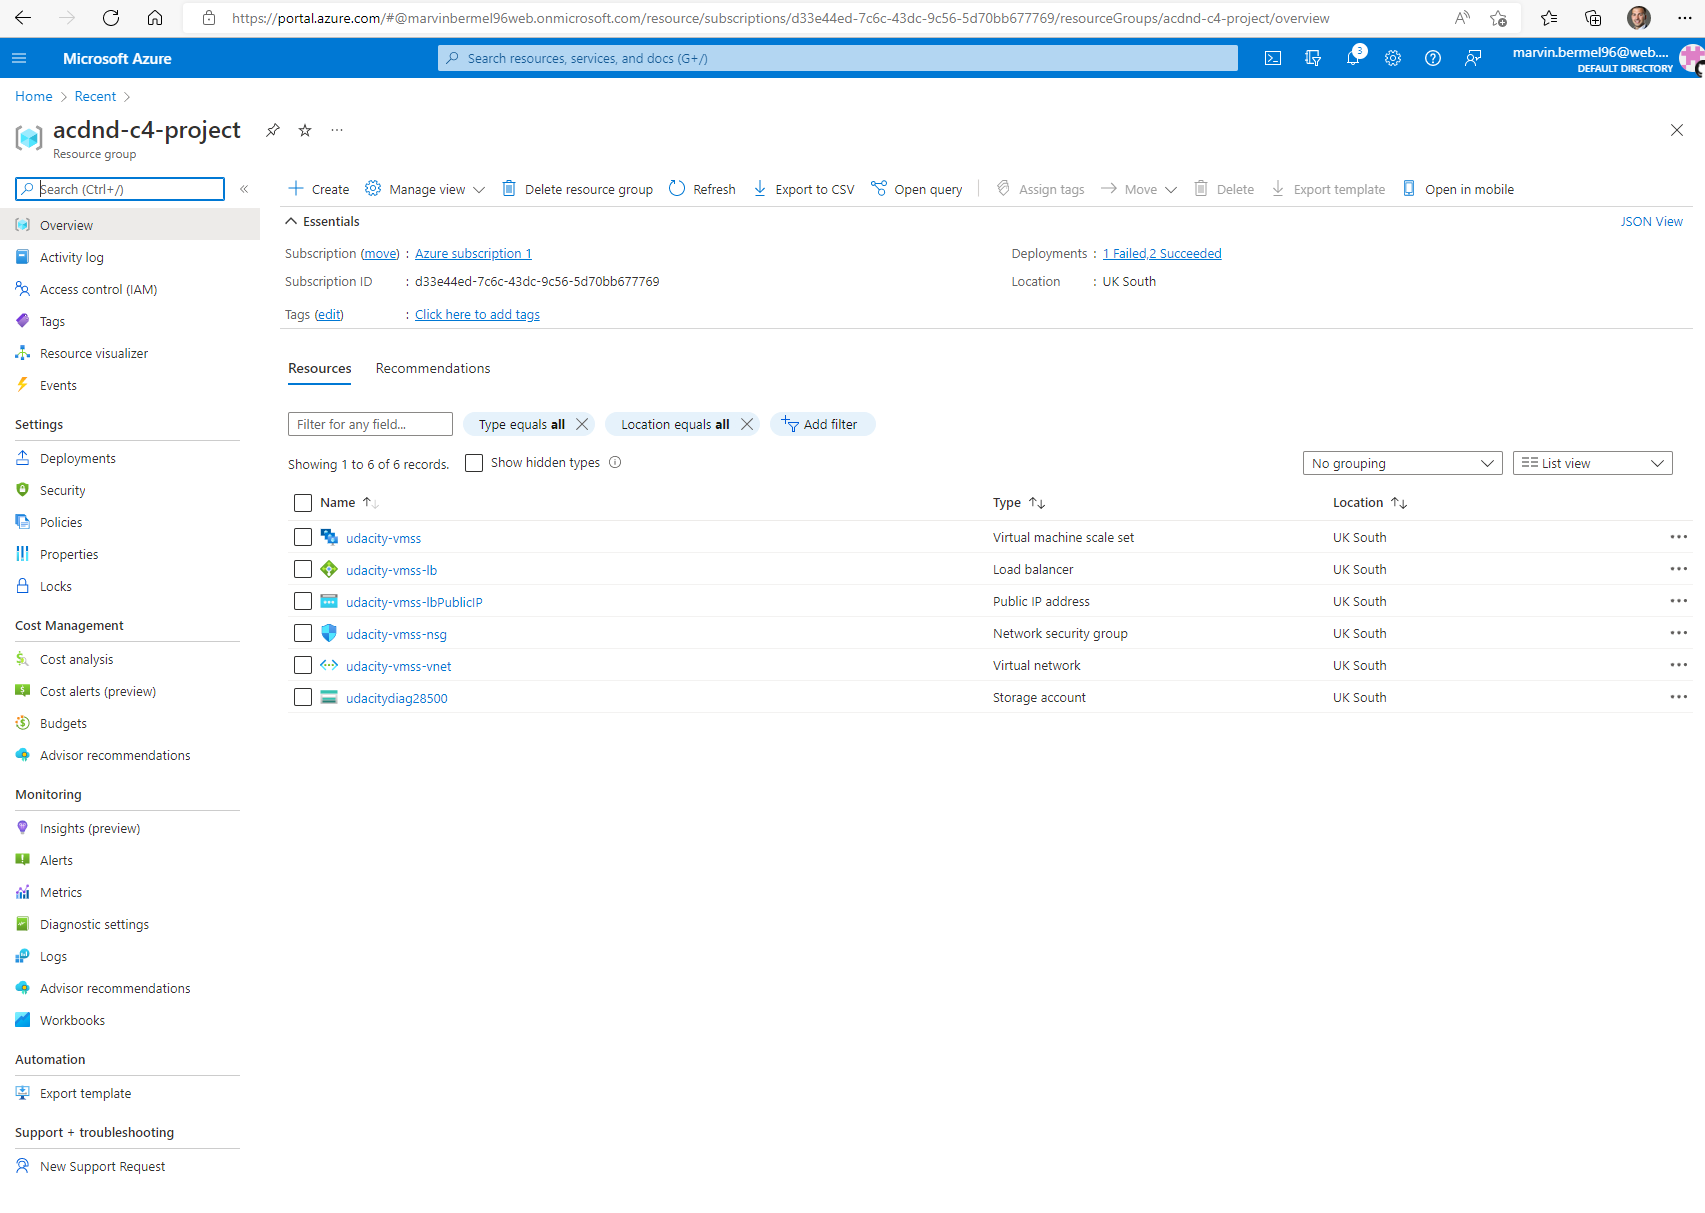 https://portal.azure.com/#@marvinbermel96web.onmicrosoft.com/resource/subscriptions/d33e44ed-7c6c-43dc-9c56-5d70bb677769/resourceGroups/acdnd-c4-project/overview
Microsoft Azure
Search resources, services, and docs (G+/)
3
marvin.bermel96@web....
DEFAULT DIRECTORY
Home > Recent >
acdnd-c4-project
Resource group
Search (Ctrl+/)
Overview
Activity log
Access control (IAM)
Tags
Resource visualizer
Events
Settings
Deployments
Security
Policies
Properties
Locks
Cost Management
Cost analysis
Cost alerts (preview)
Budgets
Advisor recommendations
Monitoring
Insights (preview)
Alerts
Metrics
Diagnostic settings
Logs
Advisor recommendations
Workbooks
Automation
Export template
Support + troubleshooting
New Support Request
Create Manage view Delete resource group Refresh Export to CSV Open query Assign tags Move Delete Export template Open in mobile
Essentials
JSON View
Subscription (move) : Azure subscription 1
Subscription ID : d33e44ed-7c6c-43dc-9c56-5d70bb677769
Tags (edit) : Click here to add tags
Deployments : 1 Failed,2 Succeeded
Location : UK South
Resources Recommendations
Filter for any field... Type equals all Location equals all Add filter
Showing 1 to 6 of 6 records. Show hidden types No grouping List view
Name Type Location
udacity-vmss Virtual machine scale set UK South
udacity-vmss-lb Load balancer UK South
udacity-vmss-lbPublicIP Public IP address UK South
udacity-vmss-nsg Network security group UK South
udacity-vmss-vnet Virtual network UK South
udacitydiag28500 Storage account UK South